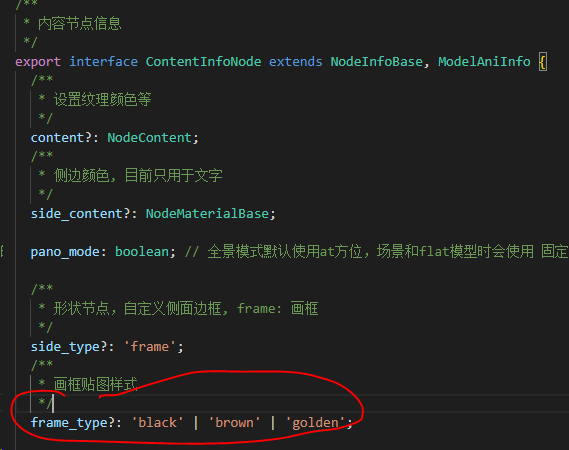 /**
* 内容节点信息
*/
export interface ContentInfoNode extends NodeInfoBase, ModelAniInfo {
/**
* 设置纹理颜色等
*/
content?: NodeContent;
/**
* 侧边颜色, 目前只用于文字
*/
side_content?: NodeMaterialBase;
pano_mode: boolean; // 全景模式默认使用at方位，场景和flat模型时会使用 固定
/**
* 形状节点，自定义侧面边框, frame: 画框
*/
side_type?: 'frame';
/**
* 画框贴图样式
*/
frame_type?: 'black' | 'brown' | 'golden';